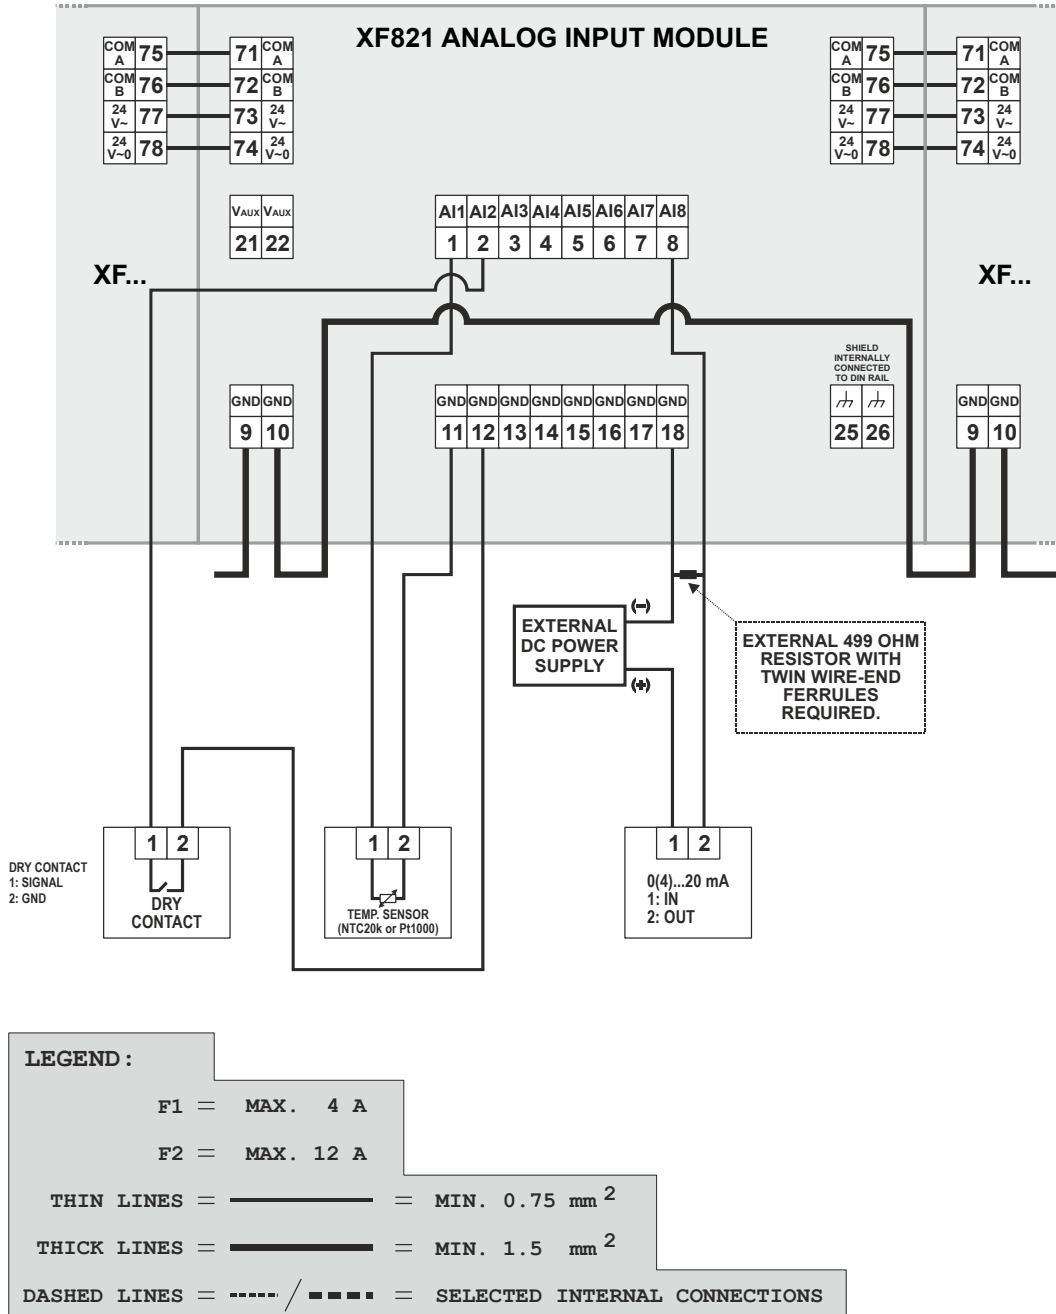 XF821 ANALOG INPUT MODULE
COM A 75
COM B 76
24 V~ 77
24 V~0 78
71 COM A
72 COM B
73 24 V~
74 24 V~0
COM A 75
COM B 76
24 V~ 77
24 V~0 78
71 COM A
72 COM B
73 24 V~
74 24 V~0
VAUX VAUX
21 22
AI1 AI2 AI3 AI4 AI5 AI6 AI7 AI8
1 2 3 4 5 6 7 8
XF...
XF...
SHIELD
INTERNALLY
CONNECTED
TO DIN RAIL
25 26
GND GND
9 10
GND GND GND GND GND GND GND GND
11 12 13 14 15 16 17 18
GND GND
9 10
EXTERNAL
DC POWER
SUPPLY
(-)
(+)
EXTERNAL 499 OHM
RESISTOR WITH
TWIN WIRE-END
FERRULES
REQUIRED.
DRY CONTACT
1: SIGNAL
2: GND
1 2
DRY
CONTACT
1 2
TEMP. SENSOR
(NTC20k or Pt1000)
1 2
0(4)...20 mA
1: IN
2: OUT
LEGEND:
F1 = MAX. 4 A
F2 = MAX. 12 A
THIN LINES = = MIN. 0.75 mm²
THICK LINES = = MIN. 1.5 mm²
DASHED LINES = / = SELECTED INTERNAL CONNECTIONS